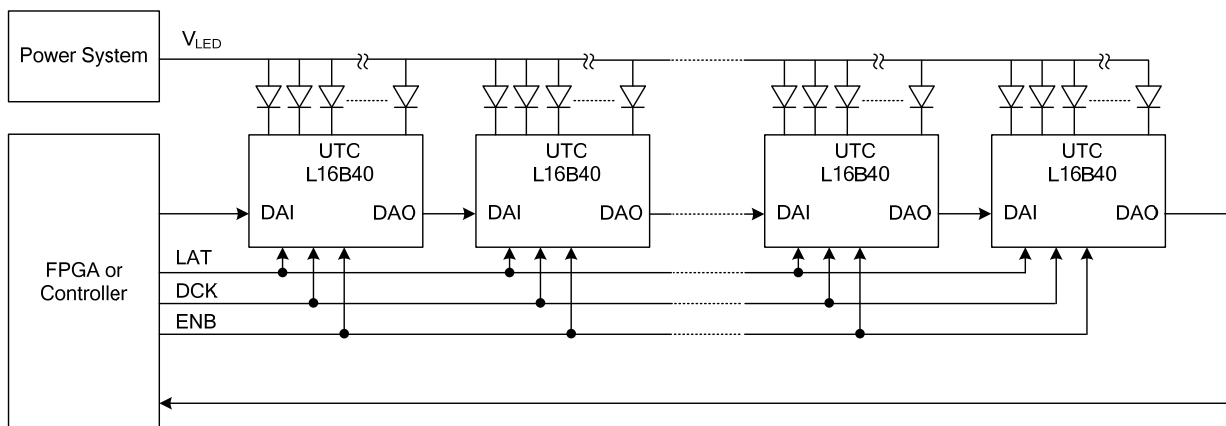 Power System
VLED
UTC
L16B40
DAI
DAO
UTC
L16B40
DAI
DAO
UTC
L16B40
DAI
DAO
UTC
L16B40
DAI
DAO
FPGA or
Controller
LAT
DCK
ENB